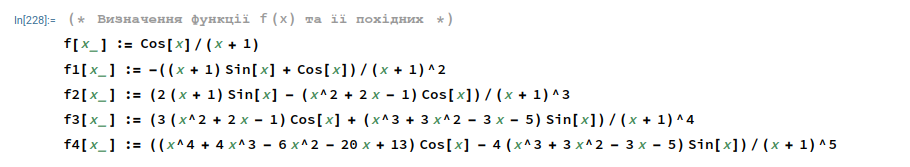 In[228]:= (* Визначення функції f(x) та її похідних *)
f[x_] := Cos[x]/(x + 1)
f1[x_] := -((x + 1) Sin[x] + Cos[x])/(x + 1)^2
f2[x_] := (2 (x + 1) Sin[x] - (x^2 + 2 x - 1) Cos[x])/(x + 1)^3
f3[x_] := (3 (x^2 + 2 x - 1) Cos[x] + (x^3 + 3 x^2 - 3 x - 5) Sin[x])/(x + 1)^4
f4[x_] := ((x^4 + 4 x^3 - 6 x^2 - 20 x + 13) Cos[x] - 4 (x^3 + 3 x^2 - 3 x - 5) Sin[x])/(x + 1)^5